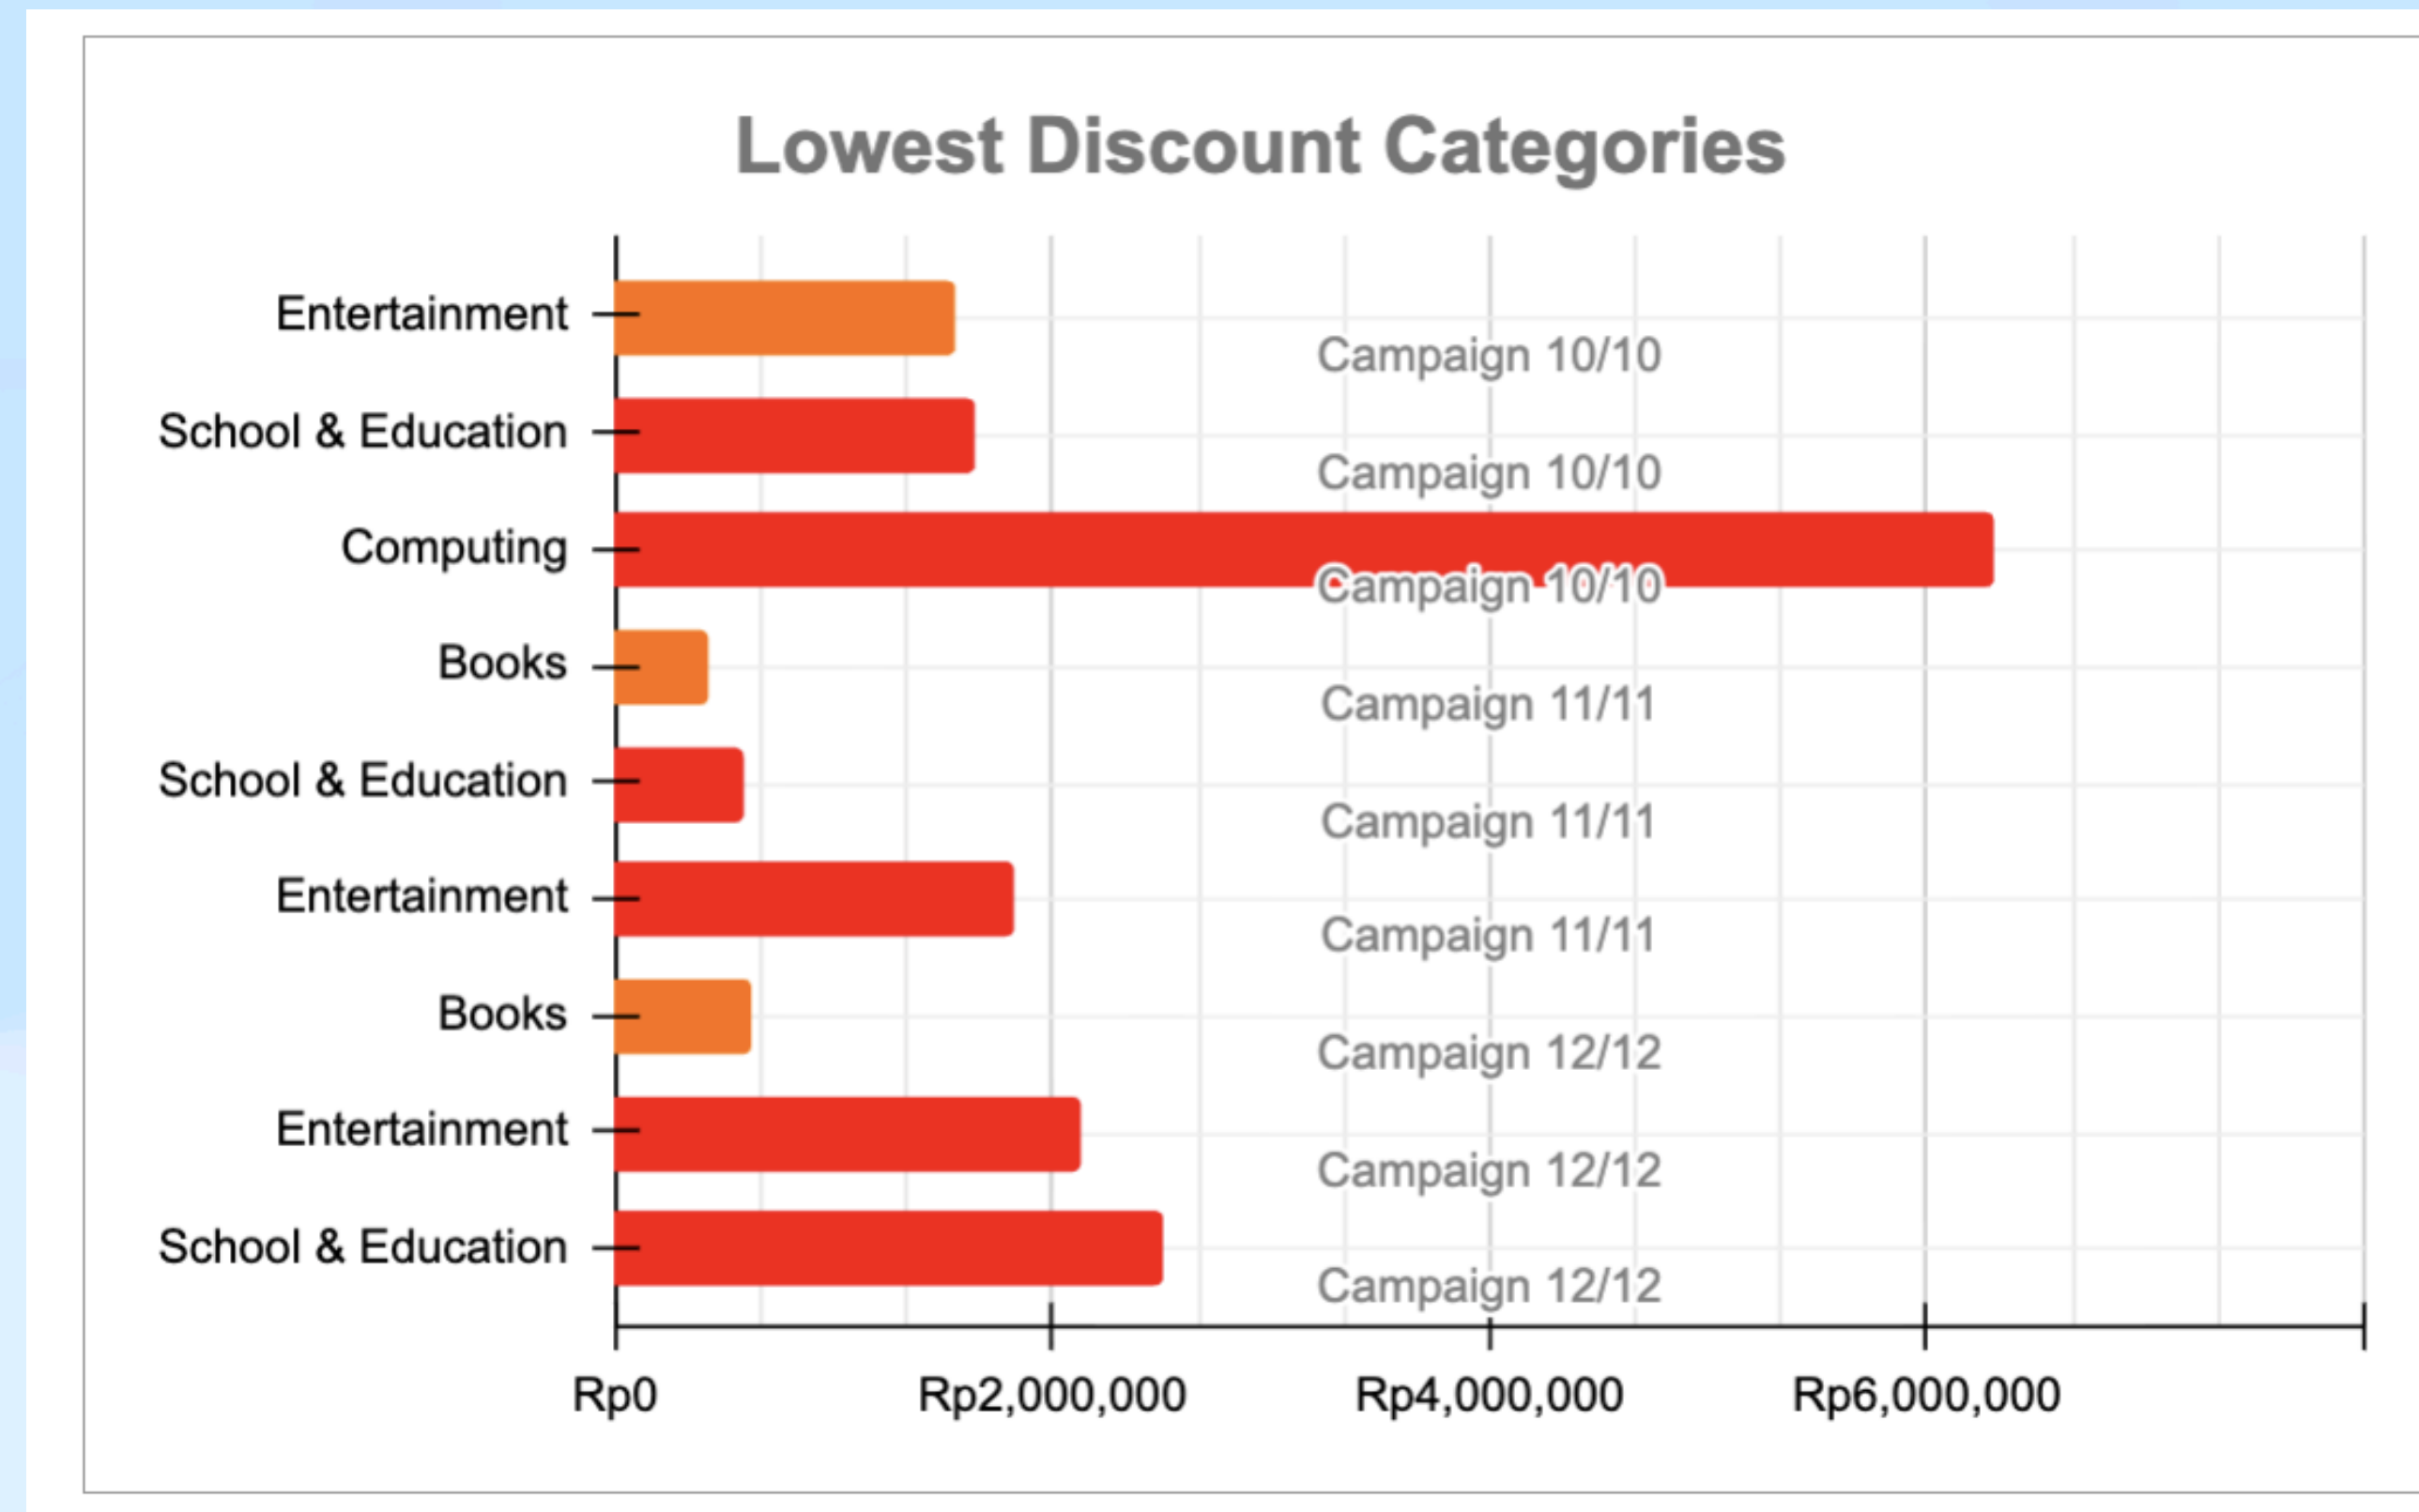 Lowest Discount Categories
Entertainment
Campaign 10/10
School & Education
Campaign 10/10
Computing
Campaign 10/10
Books
Campaign 11/11
School & Education
Campaign 11/11
Entertainment
Campaign 11/11
Books
Campaign 12/12
Entertainment
Campaign 12/12
School & Education
Campaign 12/12
Rp0 Rp2,000,000 Rp4,000,000 Rp6,000,000